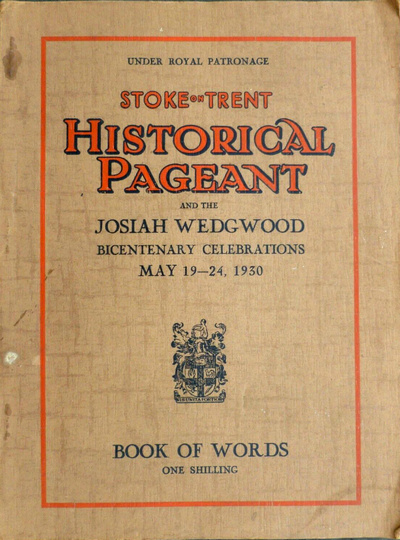 UNDER ROYAL PATRONAGE
STOKE ON TRENT
HISTORICAL
PAGEANT
AND THE
JOSIAH WEDGWOOD
BICENTENARY CELEBRATIONS
MAY 19—24, 1930
BOOK OF WORDS
ONE SHILLING